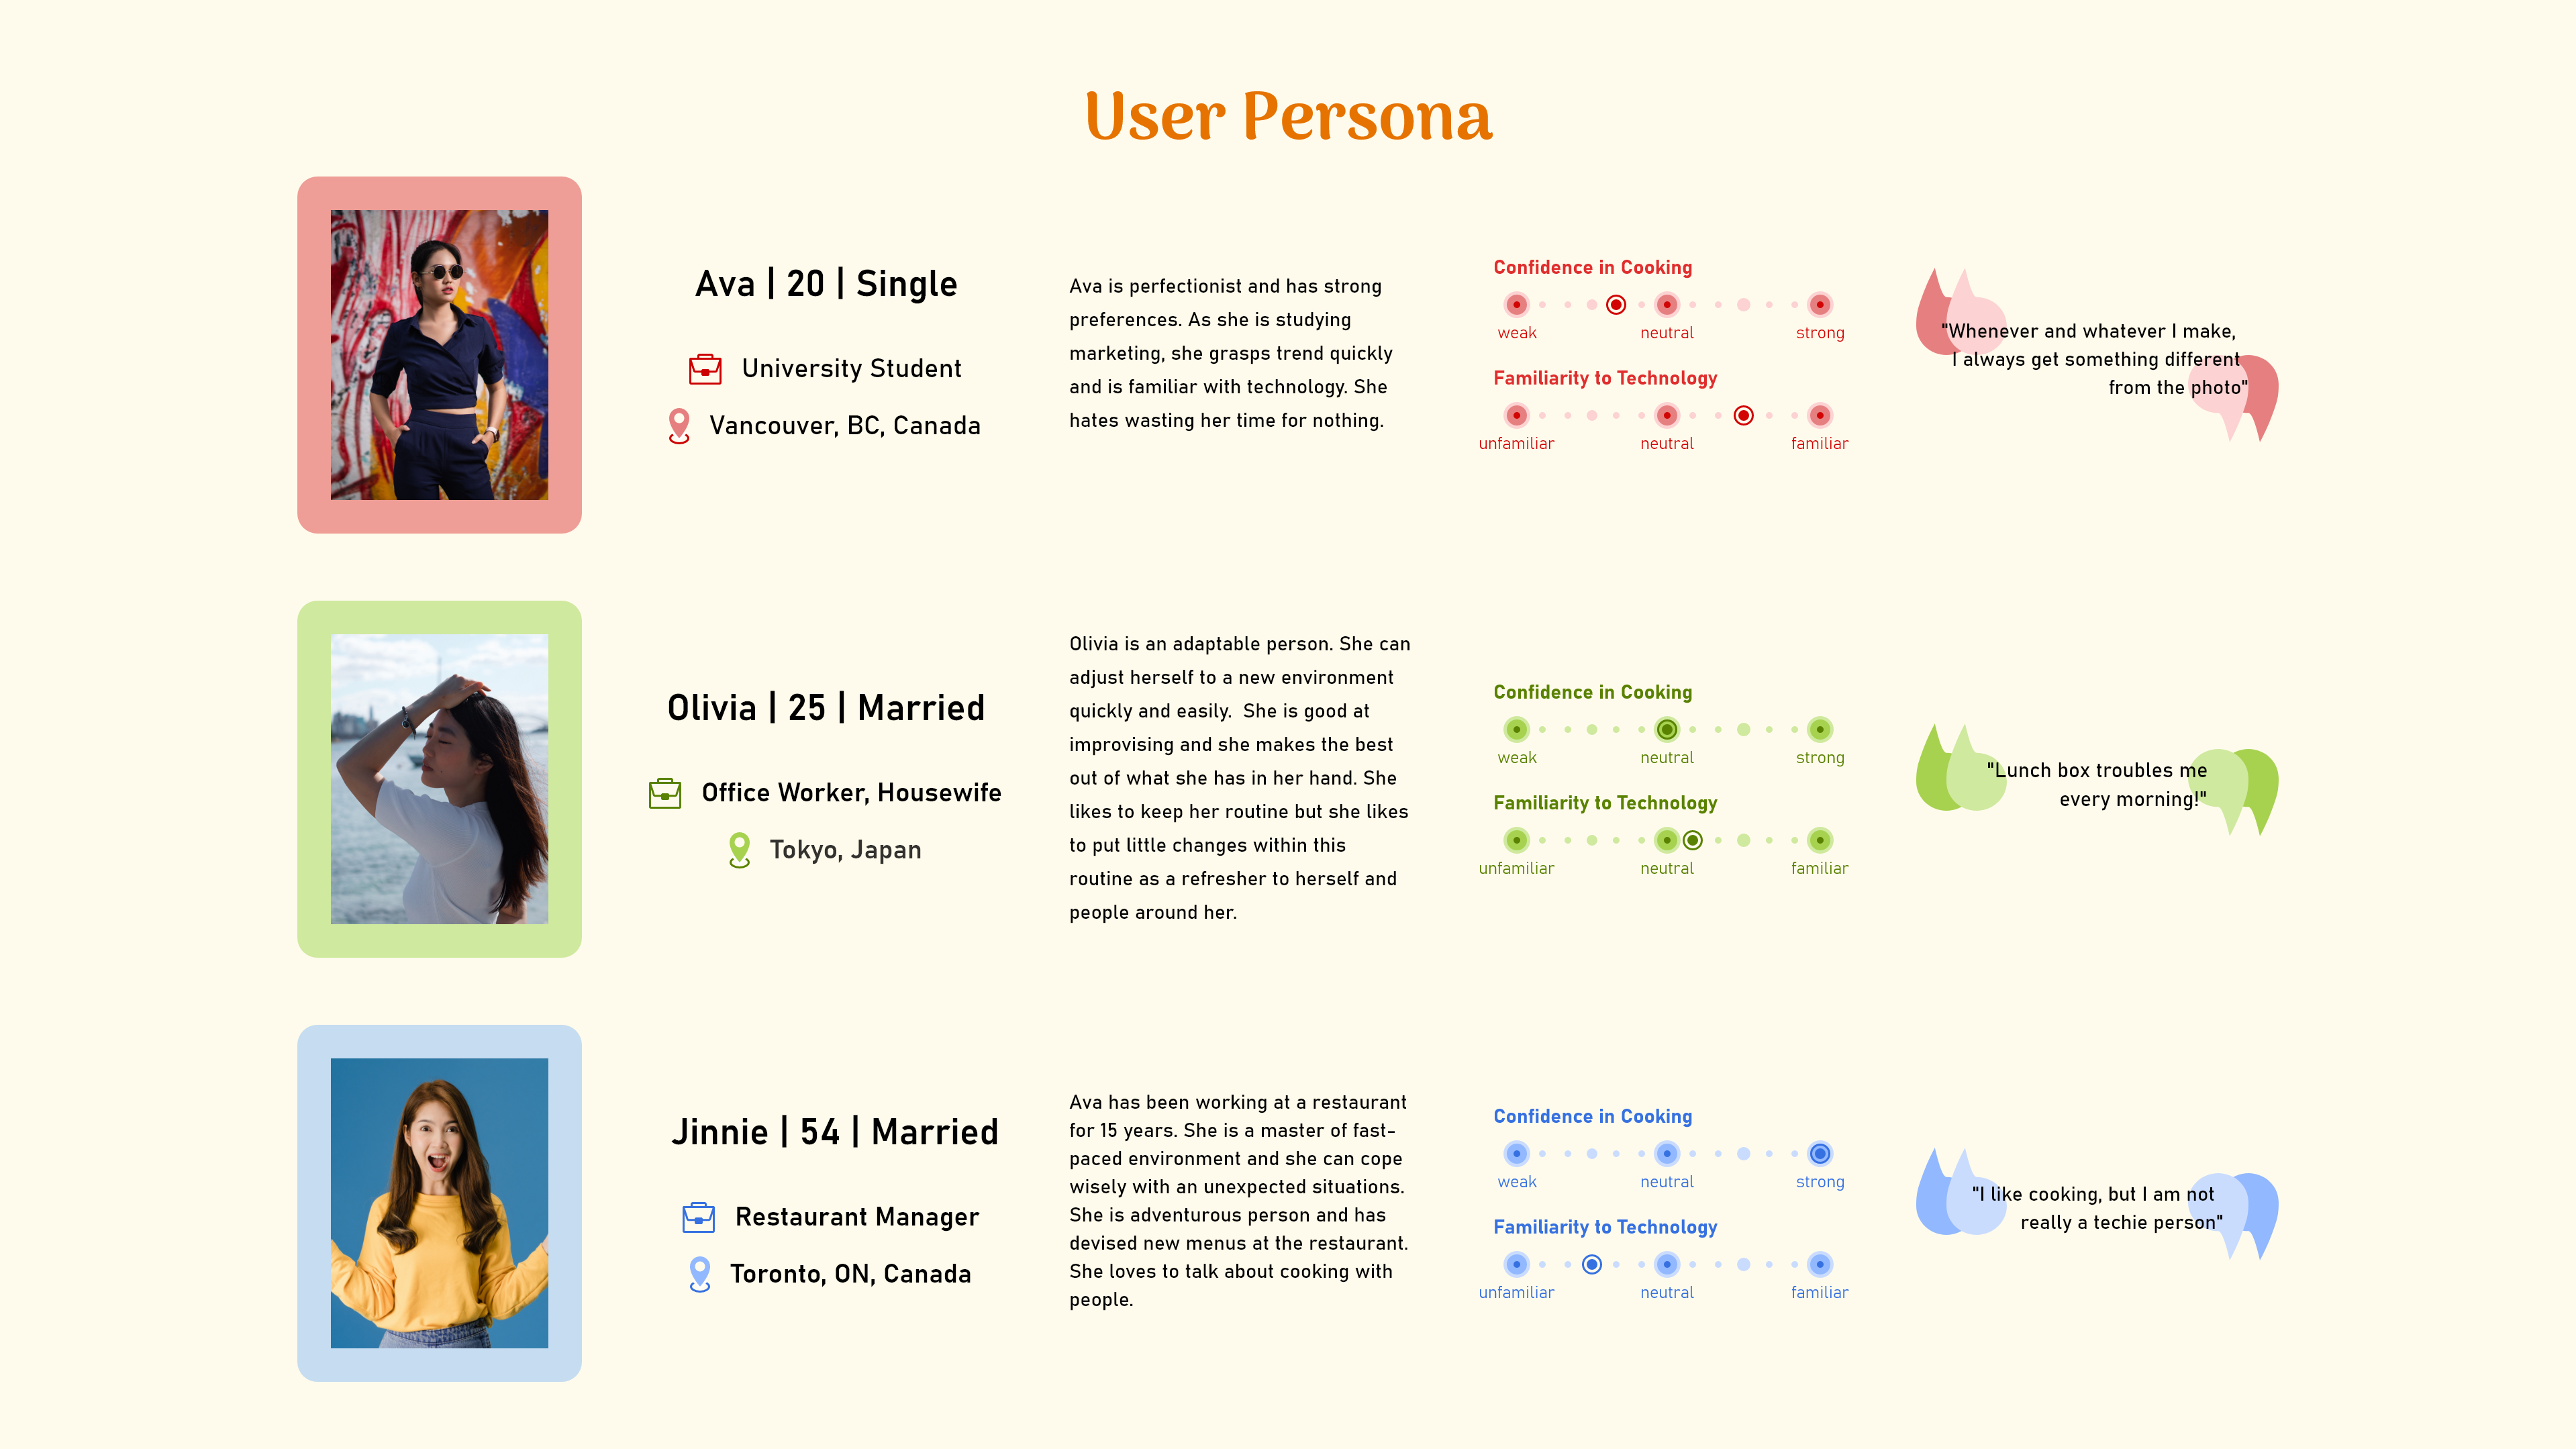 User Persona
Ava | 20 | Single
University Student
Vancouver, BC, Canada
Ava is perfectionist and has strong
preferences. As she is studying
marketing, she grasps trend quickly
and is familiar with technology. She
hates wasting her time for nothing.
Confidence in Cooking
weak neutral strong
Familiarity to Technology
unfamiliar neutral familiar
"Whenever and whatever I make,
I always get something different
from the photo"
Olivia | 25 | Married
Office Worker, Housewife
Tokyo, Japan
Olivia is an adaptable person. She can
adjust herself to a new environment
quickly and easily.  She is good at
improvising and she makes the best
out of what she has in her hand. She
likes to keep her routine but she likes
to put little changes within this
routine as a refresher to herself and
people around her.
Confidence in Cooking
weak neutral strong
Familiarity to Technology
unfamiliar neutral familiar
"Lunch box troubles me
every morning!"
Jinnie | 54 | Married
Restaurant Manager
Toronto, ON, Canada
Ava has been working at a restaurant
for 15 years. She is a master of fast-
paced environment and she can cope
wisely with an unexpected situations.
She is adventurous person and has
devised new menus at the restaurant.
She loves to talk about cooking with
people.
Confidence in Cooking
weak neutral strong
Familiarity to Technology
unfamiliar neutral familiar
"I like cooking, but I am not
really a techie person"